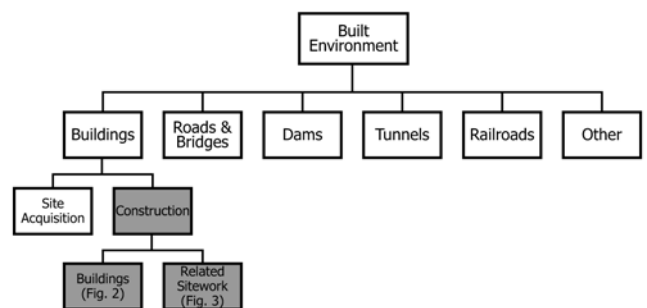 Built
Environment
Buildings
Roads &
Bridges
Dams
Tunnels
Railroads
Other
Site
Acquisition
Construction
Buildings
(Fig. 2)
Related
Sitework
(Fig. 3)